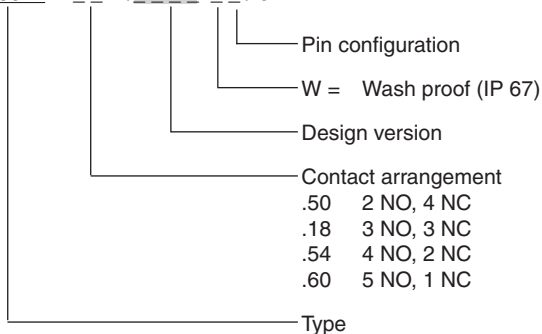 Pin configuration
W = Wash proof (IP 67)
Design version
Contact arrangement
.50 2 NO, 4 NC
.18 3 NO, 3 NC
.54 4 NO, 2 NC
.60 5 NO, 1 NC
Type